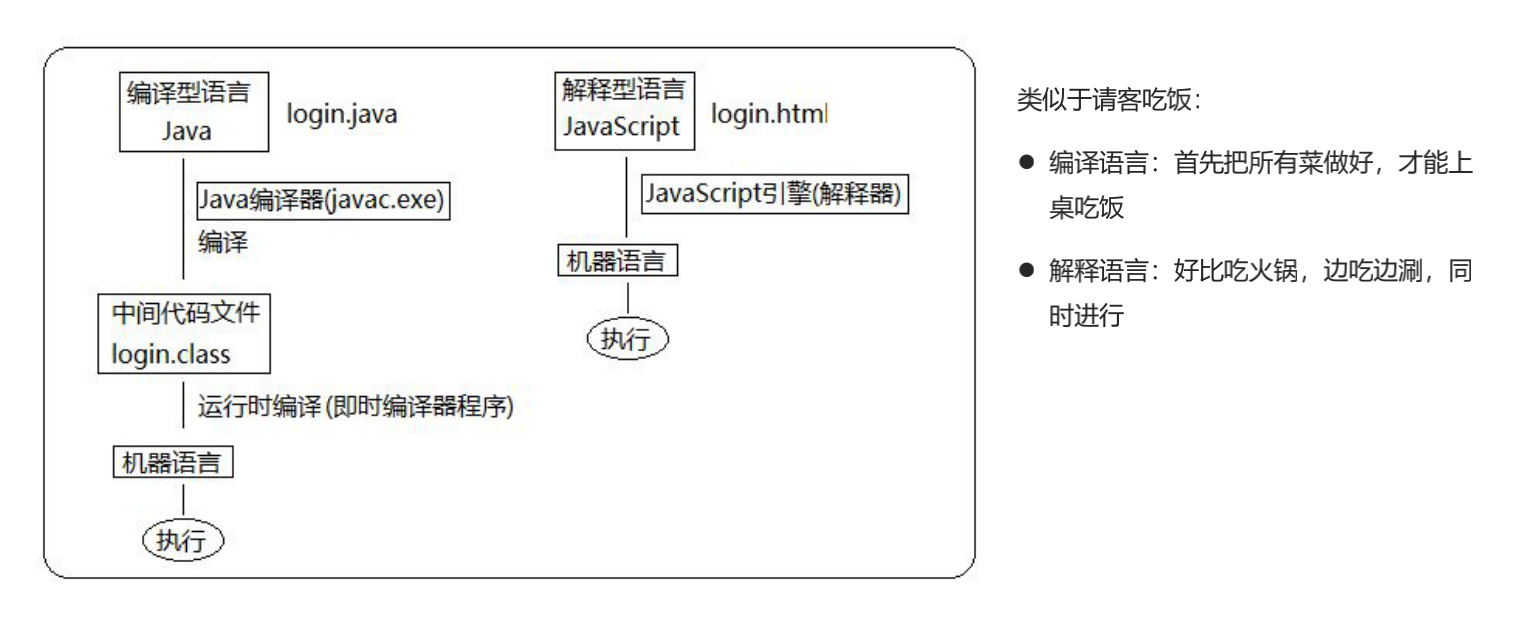 编译型语言
Java
login.java
Java编译器(javac.exe)
编译
中间代码文件
login.class
运行时编译(即时编译器程序)
机器语言
执行
解释型语言
JavaScript
login.html
JavaScript引擎(解释器)
机器语言
执行
类似于请客吃饭：
● 编译语言：首先把所有菜做好，才能上
桌吃饭
● 解释语言：好比吃火锅，边吃边涮，同
时进行